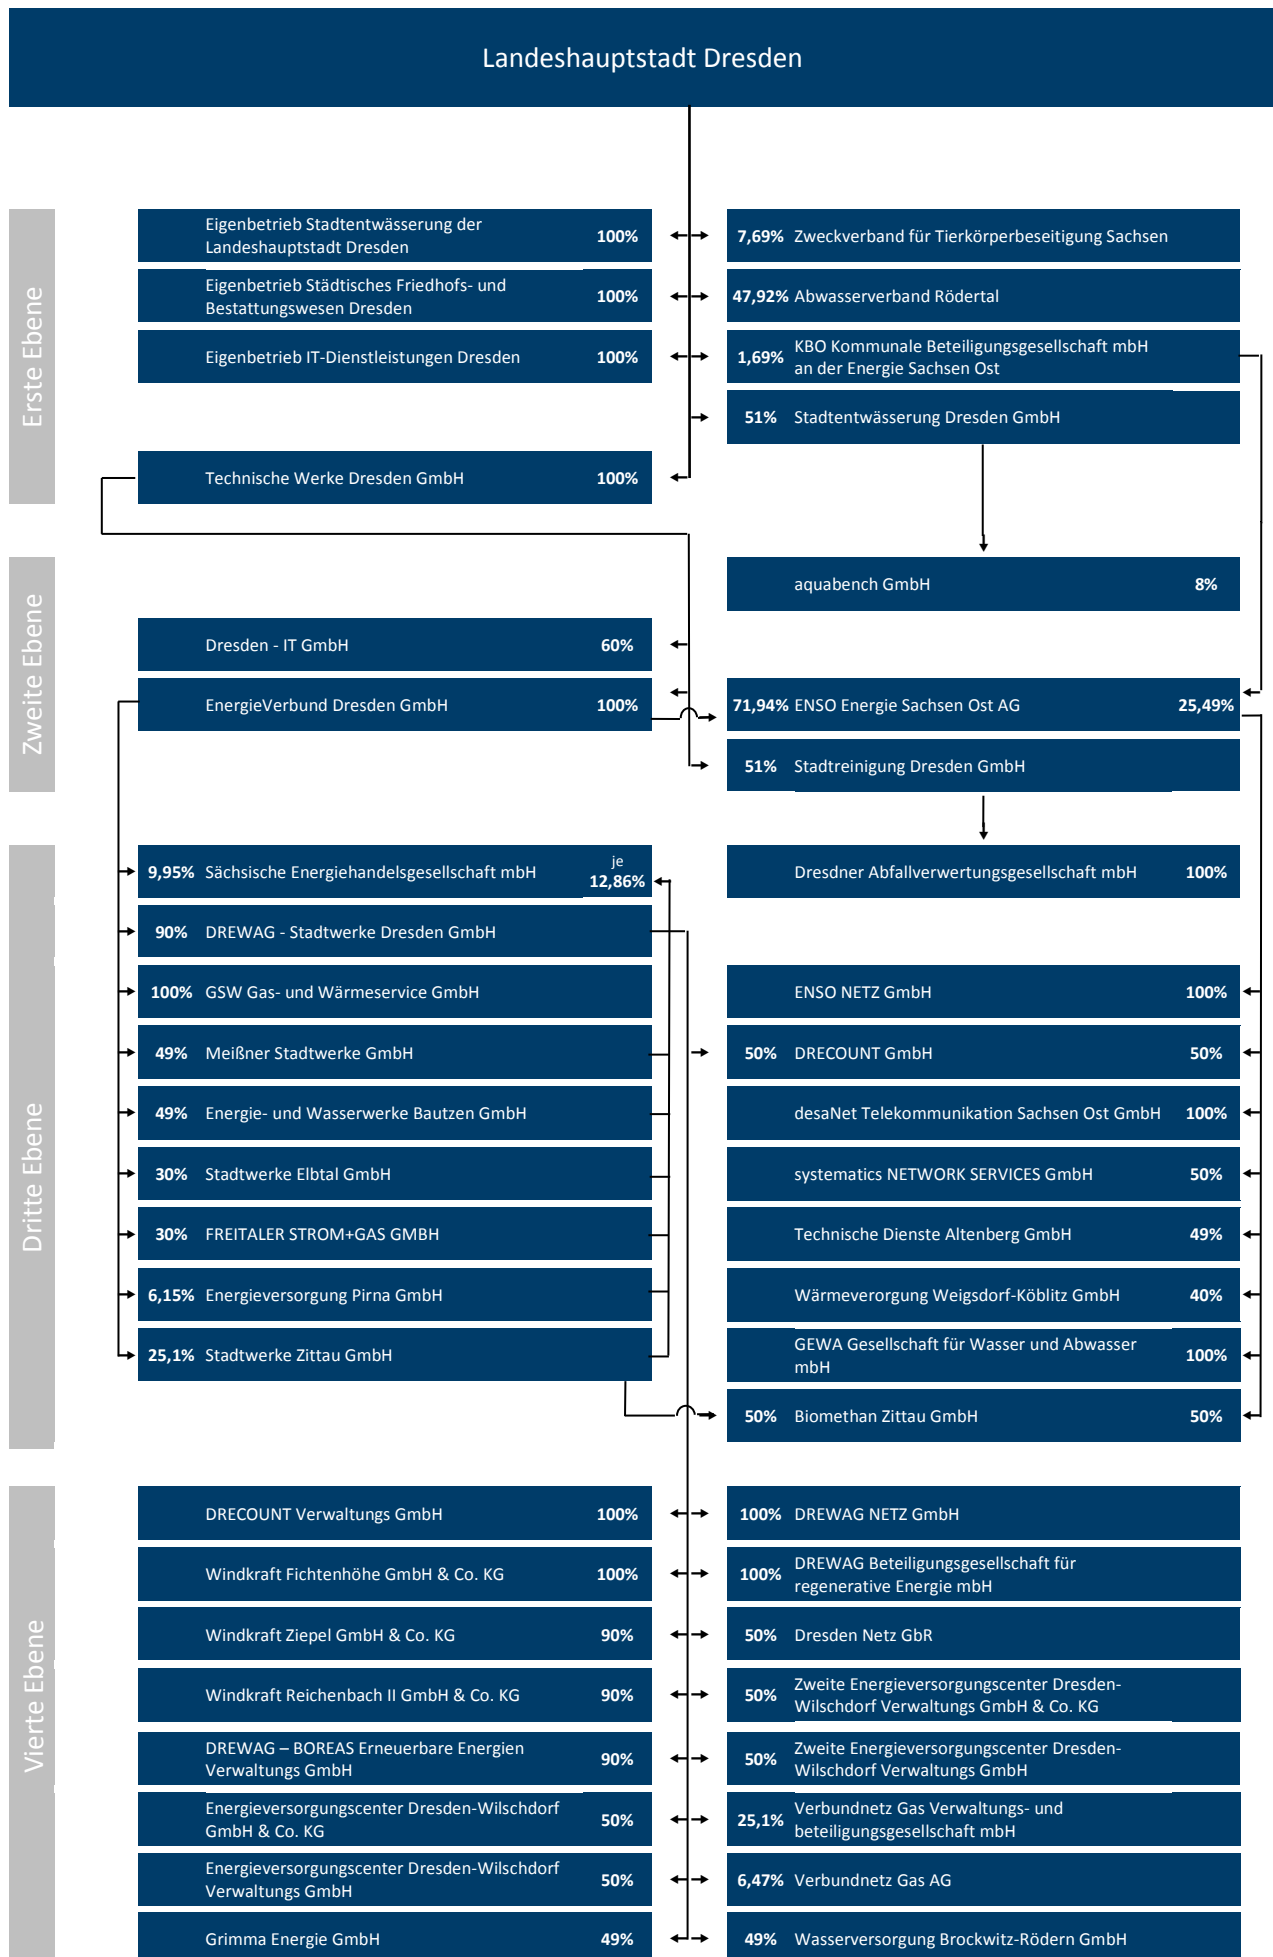 Landeshauptstadt Dresden
Erste Ebene
Eigenbetrieb Stadtentwässerung der
Landeshauptstadt Dresden
100%
7,69% Zweckverband für Tierkörperbeseitigung Sachsen
Eigenbetrieb Städtisches Friedhofs- und
Bestattungswesen Dresden
100%
47,92% Abwasserverband Rödertal
Eigenbetrieb IT-Dienstleistungen Dresden 100%
1,69% KBO Kommunale Beteiligungsgesellschaft mbH
an der Energie Sachsen Ost
51% Stadtentwässerung Dresden GmbH
Technische Werke Dresden GmbH 100%
Zweite Ebene
aquabench GmbH 8%
Dresden - IT GmbH 60%
EnergieVerbund Dresden GmbH 100%
71,94% ENSO Energie Sachsen Ost AG 25,49%
51% Stadtreinigung Dresden GmbH
Dritte Ebene
9,95% Sächsische Energiehandelsgesellschaft mbH je
12,86%
Dresdner Abfallverwertungsgesellschaft mbH 100%
90% DREWAG - Stadtwerke Dresden GmbH
100% GSW Gas- und Wärmeservice GmbH
ENSO NETZ GmbH 100%
49% Meißner Stadtwerke GmbH
50% DRECOUNT GmbH 50%
49% Energie- und Wasserwerke Bautzen GmbH
desaNet Telekommunikation Sachsen Ost GmbH 100%
30% Stadtwerke Elbtal GmbH
systematics NETWORK SERVICES GmbH 50%
30% FREITALER STROM+GAS GMBH
Technische Dienste Altenberg GmbH 49%
6,15% Energieversorgung Pirna GmbH
Wärmeverorgung Weigsdorf-Köblitz GmbH 40%
25,1% Stadtwerke Zittau GmbH
GEWA Gesellschaft für Wasser und Abwasser
mbH
100%
50% Biomethan Zittau GmbH 50%
Vierte Ebene
DRECOUNT Verwaltungs GmbH 100%
100% DREWAG NETZ GmbH
Windkraft Fichtenhöhe GmbH & Co. KG 100%
100% DREWAG Beteiligungsgesellschaft für
regenerative Energie mbH
Windkraft Ziepel GmbH & Co. KG 90%
50% Dresden Netz GbR
Windkraft Reichenbach II GmbH & Co. KG 90%
50% Zweite Energieversorgungscenter Dresden-
Wilschdorf Verwaltungs GmbH & Co. KG
DREWAG – BOREAS Erneuerbare Energien
Verwaltungs GmbH
90%
50% Zweite Energieversorgungscenter Dresden-
Wilschdorf Verwaltungs GmbH
Energieversorgungscenter Dresden-Wilschdorf
GmbH & Co. KG
50%
25,1% Verbundnetz Gas Verwaltungs- und
beteiligungsgesellschaft mbH
Energieversorgungscenter Dresden-Wilschdorf
Verwaltungs GmbH
50%
6,47% Verbundnetz Gas AG
Grimma Energie GmbH 49%
49% Wasserversorgung Brockwitz-Rödern GmbH